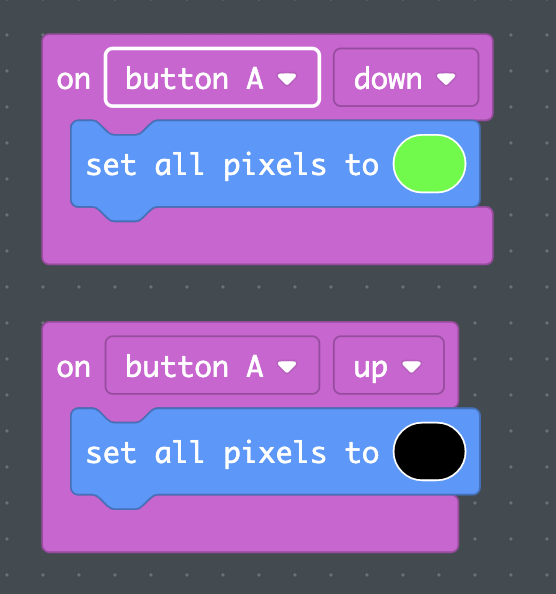 on button A down
set all pixels to
on button A up
set all pixels to